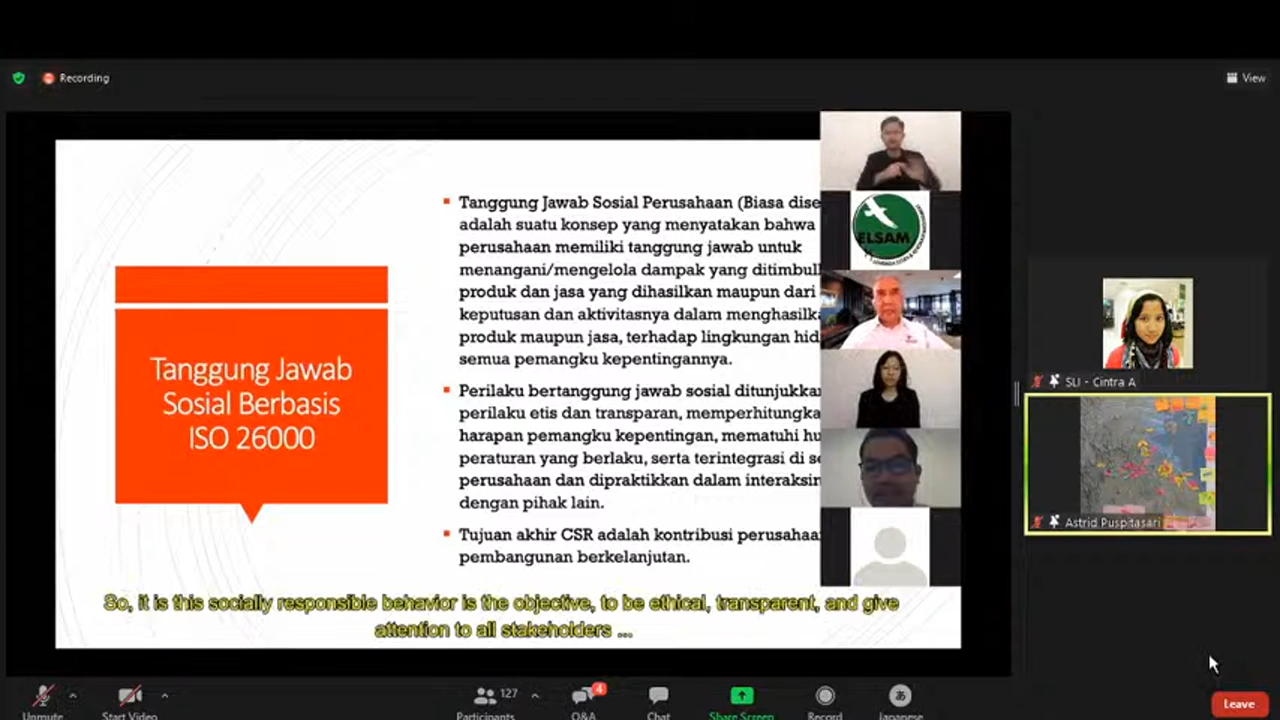 Recording
View
Tanggung Jawab
Sosial Berbasis
ISO 26000
Tanggung Jawab Sosial Perusahaan (Biasa dise
adalah suatu konsep yang menyatakan bahwa
perusahaan memiliki tanggung jawab untuk
menangani/mengelola dampak yang ditimbul
produk dan jasa yang dihasilkan maupun dari
keputusan dan aktivitasnya dalam menghasilka
produk maupun jasa, terhadap lingkungan hid
semua pemangku kepentingannya.
Perilaku bertanggung jawab sosial ditunjukka
perilaku etis dan transparan, memperhitungka
harapan pemangku kepentingan, mematuhi hu
peraturan yang berlaku, serta terintegrasi di se
perusahaan dan dipraktikkan dalam interaksin
dengan pihak lain.
Tujuan akhir CSR adalah kontribusi perusahaa
pembangunan berkelanjutan.
So, it is this socially responsible behavior is the objective, to be ethical, transparent, and give
attention to all stakeholders ...
ELSAM
SLI - Cintra A
Astrid Puspitasari
Unmute
Start Video
127
Participants
4
Q&A
Chat
Share Screen
Record
あ
Japanese
Leave